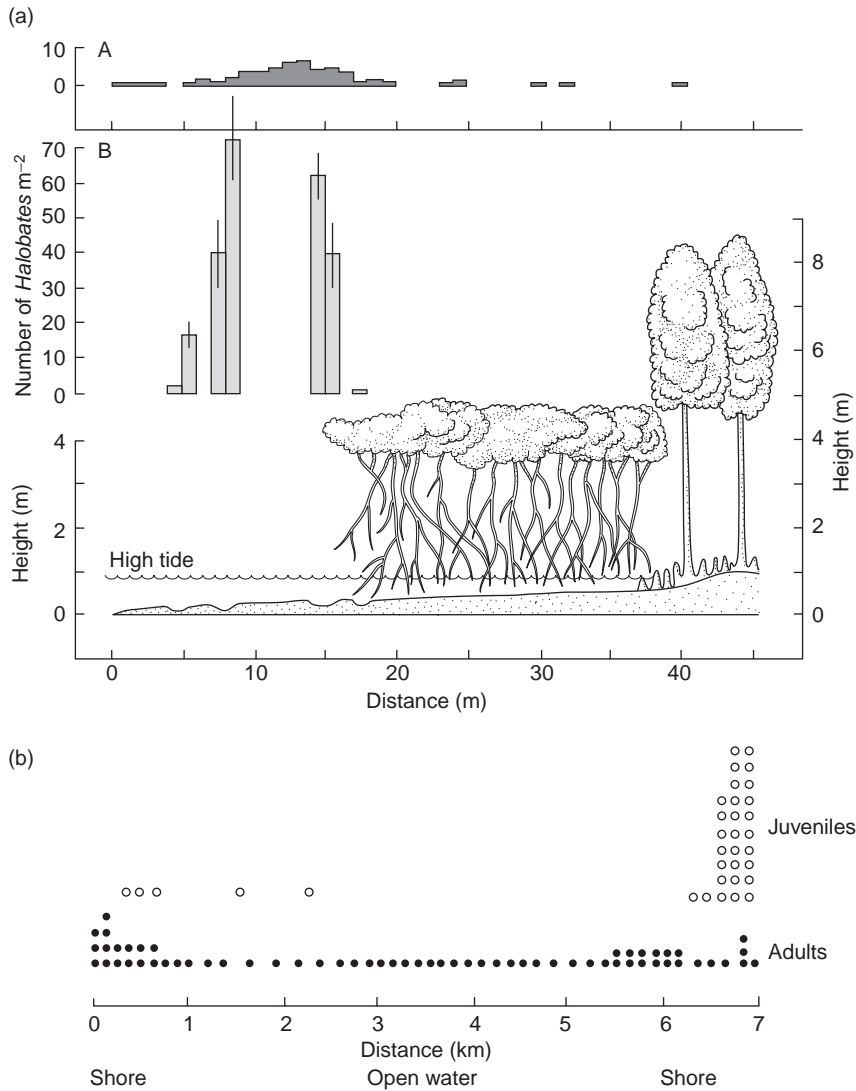 (a)
A
10
0
B
70
60
50
40
30
20
10
0
Number of Halobates m⁻²
4
2
0
Height (m)
High tide
8
6
4
2
0
Height (m)
0 10 20 30 40
Distance (m)
(b)
Juveniles
Adults
0 1 2 3 4 5 6 7
Distance (km)
Shore Open water Shore